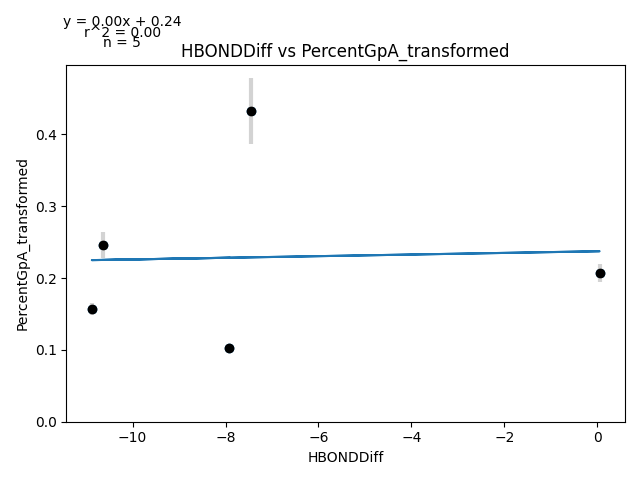 y = 0.00x + 0.24
r^2 = 0.00
n = 5
HBONDDiff vs PercentGpA_transformed
PercentGpA_transformed
0.4
0.3
0.2
0.1
0.0
−10
−8
−6
−4
−2
0
HBONDDiff